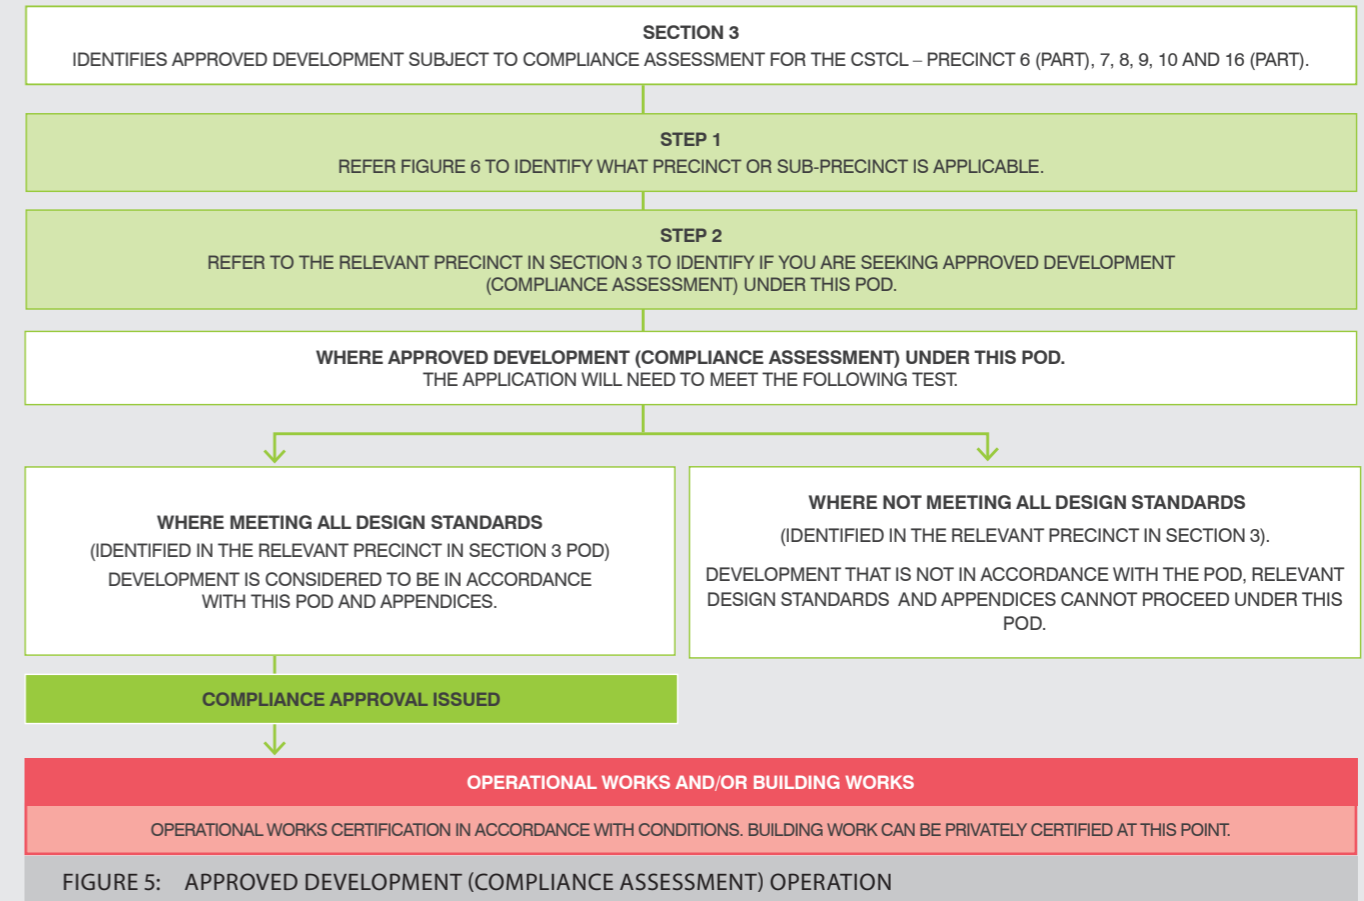 SECTION 3
IDENTIFIES APPROVED DEVELOPMENT SUBJECT TO COMPLIANCE ASSESSMENT FOR THE CSTCL – PRECINCT 6 (PART), 7, 8, 9, 10 AND 16 (PART).
STEP 1
REFER FIGURE 6 TO IDENTIFY WHAT PRECINCT OR SUB-PRECINCT IS APPLICABLE.
STEP 2
REFER TO THE RELEVANT PRECINCT IN SECTION 3 TO IDENTIFY IF YOU ARE SEEKING APPROVED DEVELOPMENT
(COMPLIANCE ASSESSMENT) UNDER THIS POD.
WHERE APPROVED DEVELOPMENT (COMPLIANCE ASSESSMENT) UNDER THIS POD.
THE APPLICATION WILL NEED TO MEET THE FOLLOWING TEST.
WHERE MEETING ALL DESIGN STANDARDS
(IDENTIFIED IN THE RELEVANT PRECINCT IN SECTION 3 POD)
DEVELOPMENT IS CONSIDERED TO BE IN ACCORDANCE
WITH THIS POD AND APPENDICES.
WHERE NOT MEETING ALL DESIGN STANDARDS
(IDENTIFIED IN THE RELEVANT PRECINCT IN SECTION 3).
DEVELOPMENT THAT IS NOT IN ACCORDANCE WITH THE POD, RELEVANT
DESIGN STANDARDS AND APPENDICES CANNOT PROCEED UNDER THIS
POD.
COMPLIANCE APPROVAL ISSUED
OPERATIONAL WORKS AND/OR BUILDING WORKS
OPERATIONAL WORKS CERTIFICATION IN ACCORDANCE WITH CONDITIONS. BUILDING WORK CAN BE PRIVATELY CERTIFIED AT THIS POINT.
FIGURE 5: APPROVED DEVELOPMENT (COMPLIANCE ASSESSMENT) OPERATION